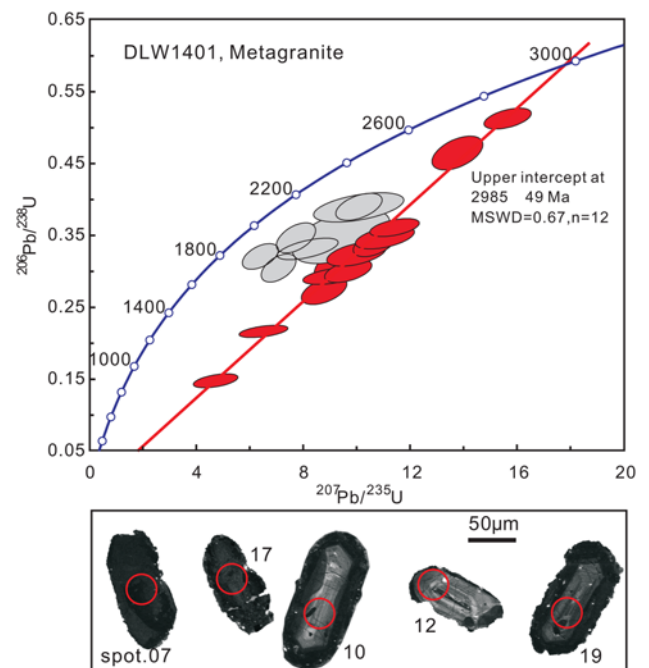 DLW1401, Metagranite
0.65
0.55
0.45
0.35
0.25
0.15
0.05
206Pb/238U
3000
2600
2200
1800
1400
1000
Upper intercept at
2985 49 Ma
MSWD=0.67,n=12
0 4 8 12 16 20
207Pb/235U
50μm
17
spot.07
10
12
19